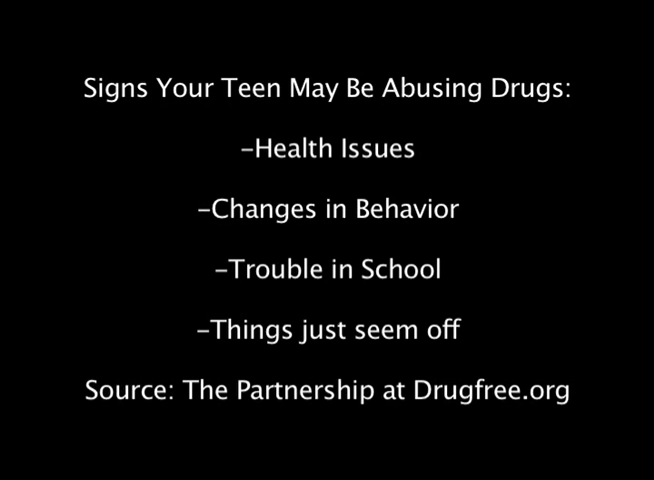 Signs Your Teen May Be Abusing Drugs:
-Health Issues
-Changes in Behavior
-Trouble in School
-Things just seem off
Source: The Partnership at Drugfree.org